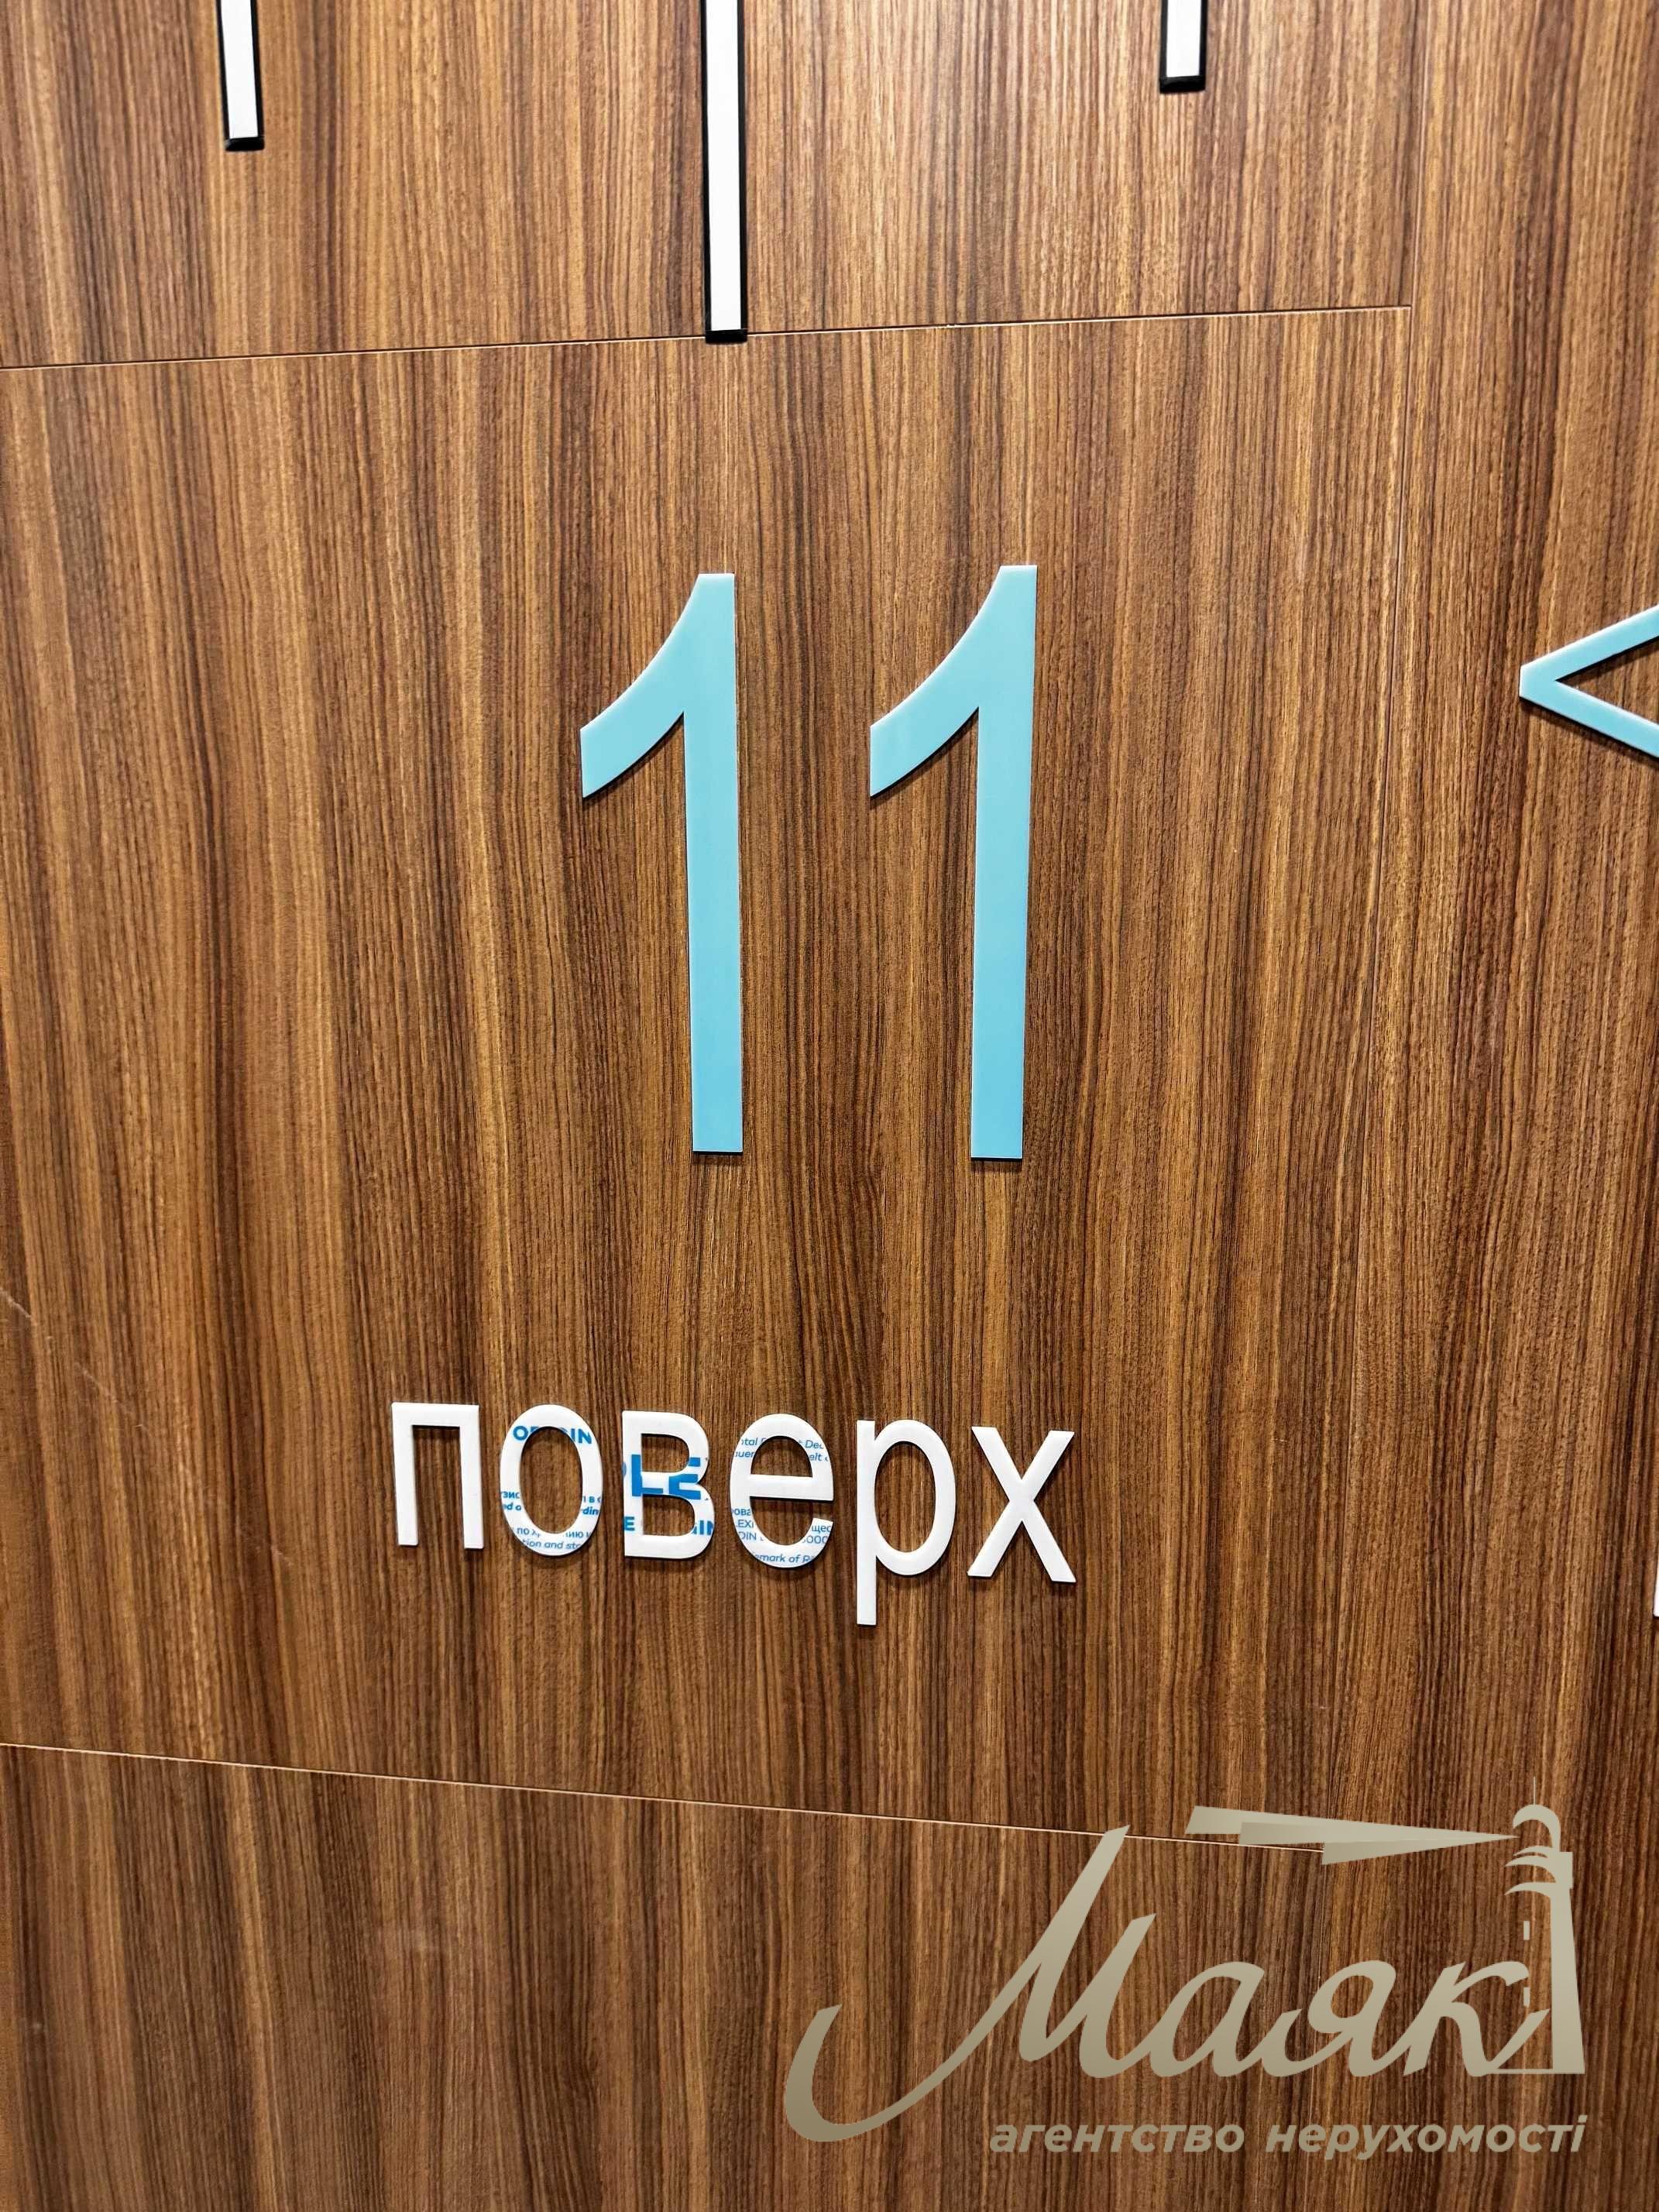 11
поверх
Маяк
агентство нерухомості